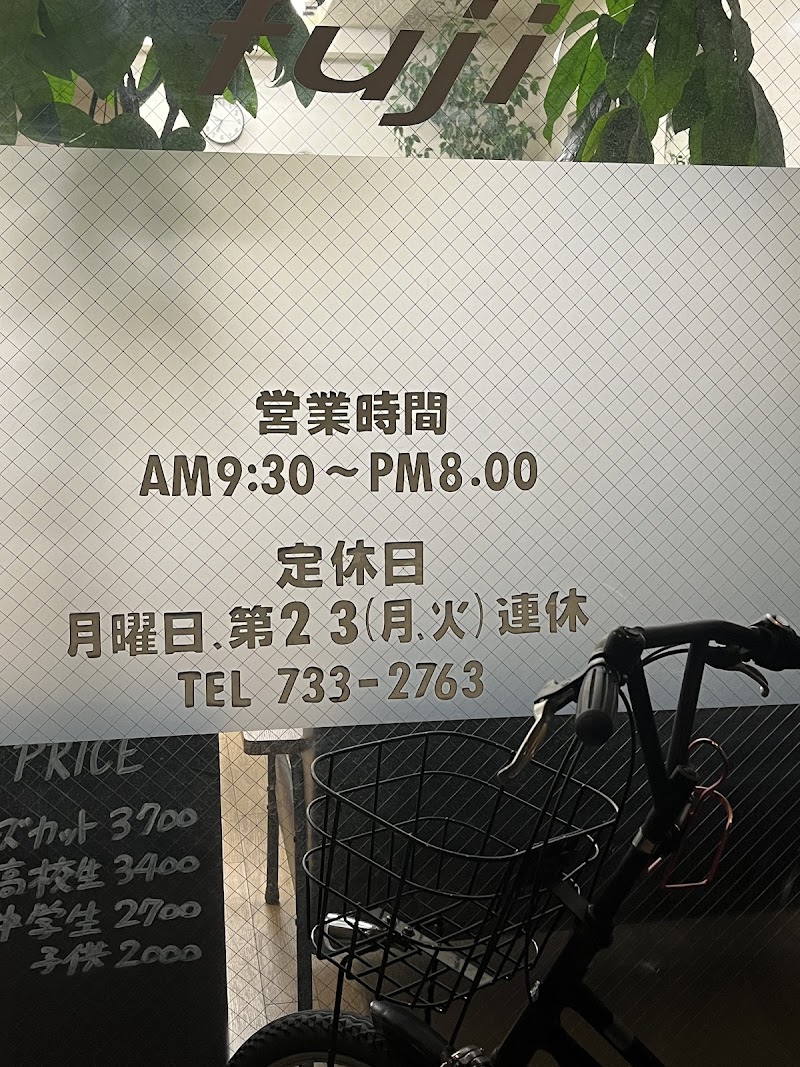 fuji
営業時間
AM9:30～PM8.00
定休日
月曜日、第2 3(月、火)連休
TEL 733-2763
PRICE
ズカット 3700
高校生 3400
中学生 2700
子供 2000